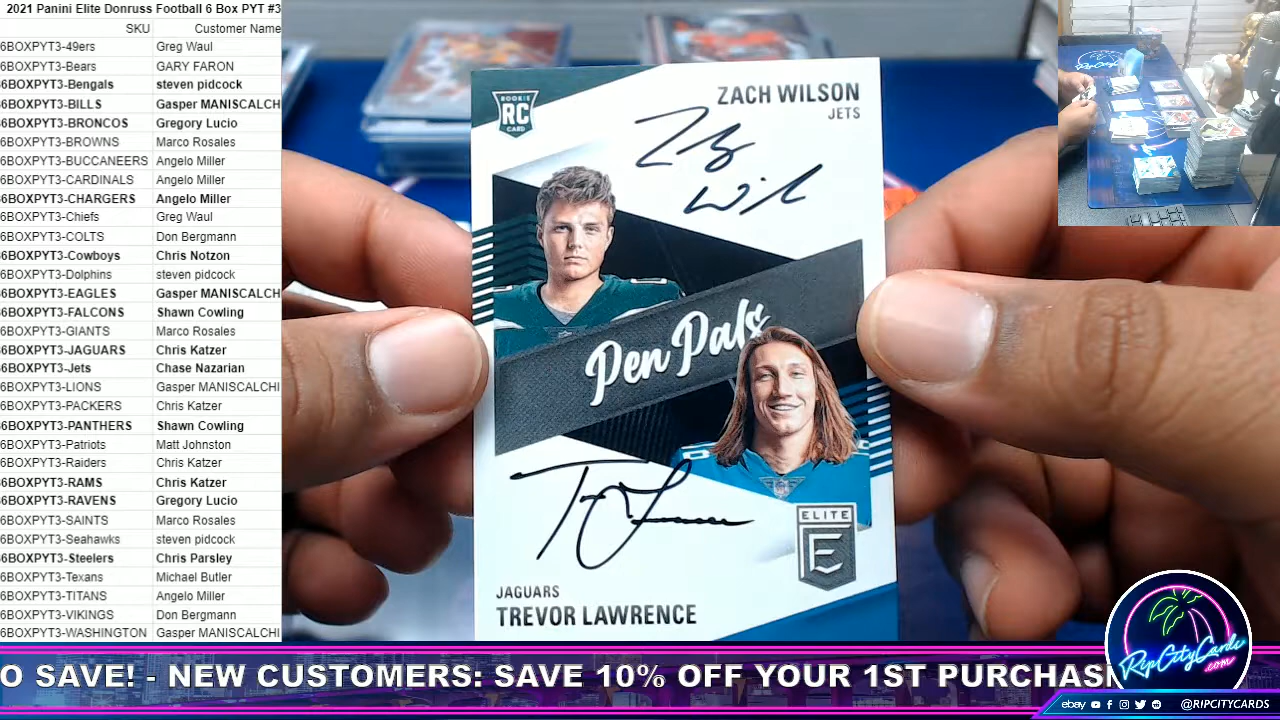 2021 Panini Elite Donruss Football 6 Box PYT #3
SKU Customer Name
6BOXPYT3-49ers Greg Waul
6BOXPYT3-Bears GARY FARON
6BOXPYT3-Bengals steven pidcock
6BOXPYT3-BILLS Gasper MANISCALCH
6BOXPYT3-BRONCOS Gregory Lucio
6BOXPYT3-BROWNS Marco Rosales
6BOXPYT3-BUCCANEERS Angelo Miller
6BOXPYT3-CARDINALS Angelo Miller
6BOXPYT3-CHARGERS Angelo Miller
6BOXPYT3-Chiefs Greg Waul
6BOXPYT3-COLTS Don Bergmann
6BOXPYT3-Cowboys Chris Notzon
6BOXPYT3-Dolphins steven pidcock
6BOXPYT3-EAGLES Gasper MANISCALCH
6BOXPYT3-FALCONS Shawn Cowling
6BOXPYT3-GIANTS Marco Rosales
6BOXPYT3-JAGUARS Chris Katzer
6BOXPYT3-Jets Chase Nazarian
6BOXPYT3-LIONS Gasper MANISCALCHI
6BOXPYT3-PACKERS Chris Katzer
6BOXPYT3-PANTHERS Shawn Cowling
6BOXPYT3-Patriots Matt Johnston
6BOXPYT3-Raiders Chris Katzer
6BOXPYT3-RAMS Chris Katzer
6BOXPYT3-RAVENS Gregory Lucio
6BOXPYT3-SAINTS Marco Rosales
6BOXPYT3-Seahawks steven pidcock
6BOXPYT3-Steelers Chris Parsley
6BOXPYT3-Texans Michael Butler
6BOXPYT3-TITANS Angelo Miller
6BOXPYT3-VIKINGS Don Bergmann
6BOXPYT3-WASHINGTON Gasper MANISCALCHI
ROOKIE
RC
CARD
ZACH WILSON
JETS
Pen Pals
ELITE
E
JAGUARS
TREVOR LAWRENCE
O SAVE! - NEW CUSTOMERS: SAVE 10% OFF YOUR 1ST PURCHAS
RipCityCards
.com
ebay @RIPCITYCARDS